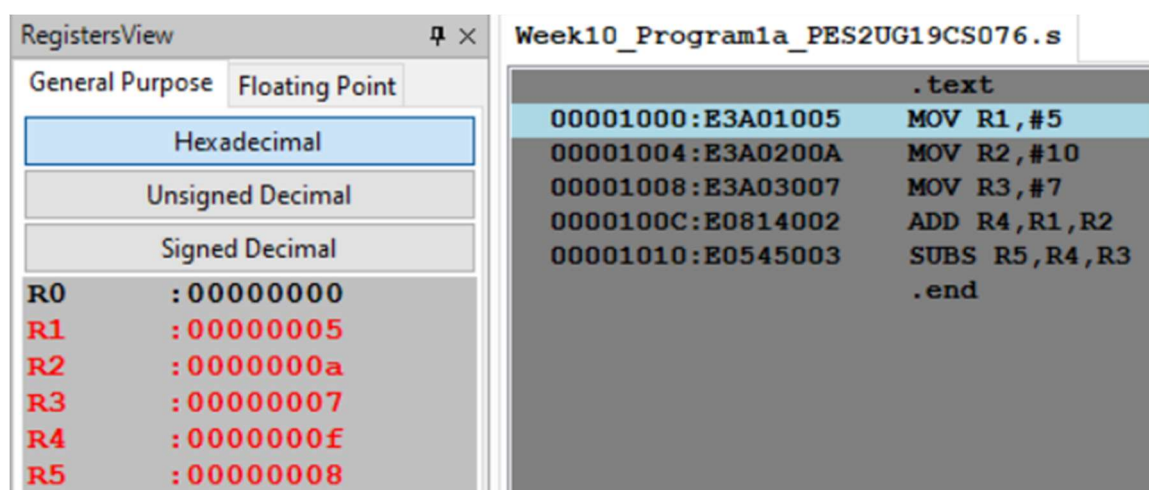 RegistersView
General Purpose Floating Point
Hexadecimal
Unsigned Decimal
Signed Decimal
R0 :00000000
R1 :00000005
R2 :0000000a
R3 :00000007
R4 :0000000f
R5 :00000008
Week10_Program1a_PES2UG19CS076.s
.text
00001000:E3A01005 MOV R1,#5
00001004:E3A0200A MOV R2,#10
00001008:E3A03007 MOV R3,#7
0000100C:E0814002 ADD R4,R1,R2
00001010:E0545003 SUBS R5,R4,R3
.end